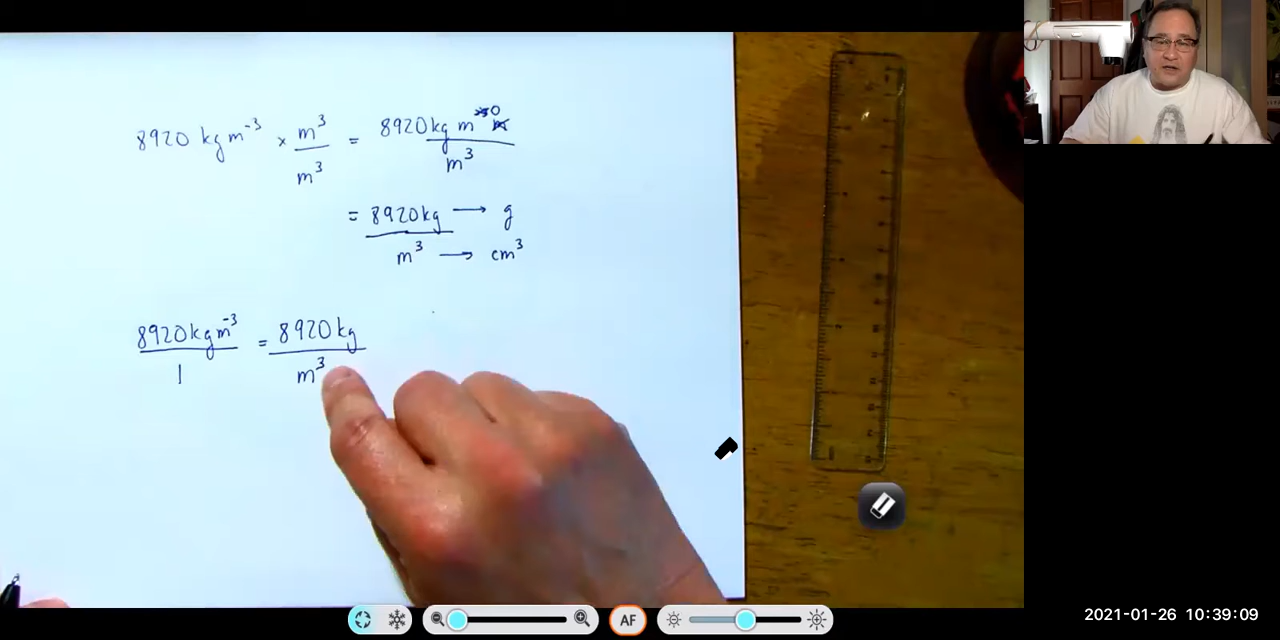 8920 kg m⁻³ × m³/m³ = 8920 kg m⁰/m³
= 8920 kg → g
m³ → cm³
8920 kg m⁻³/1 = 8920 kg/m³
AF
2021-01-26 10:39:09